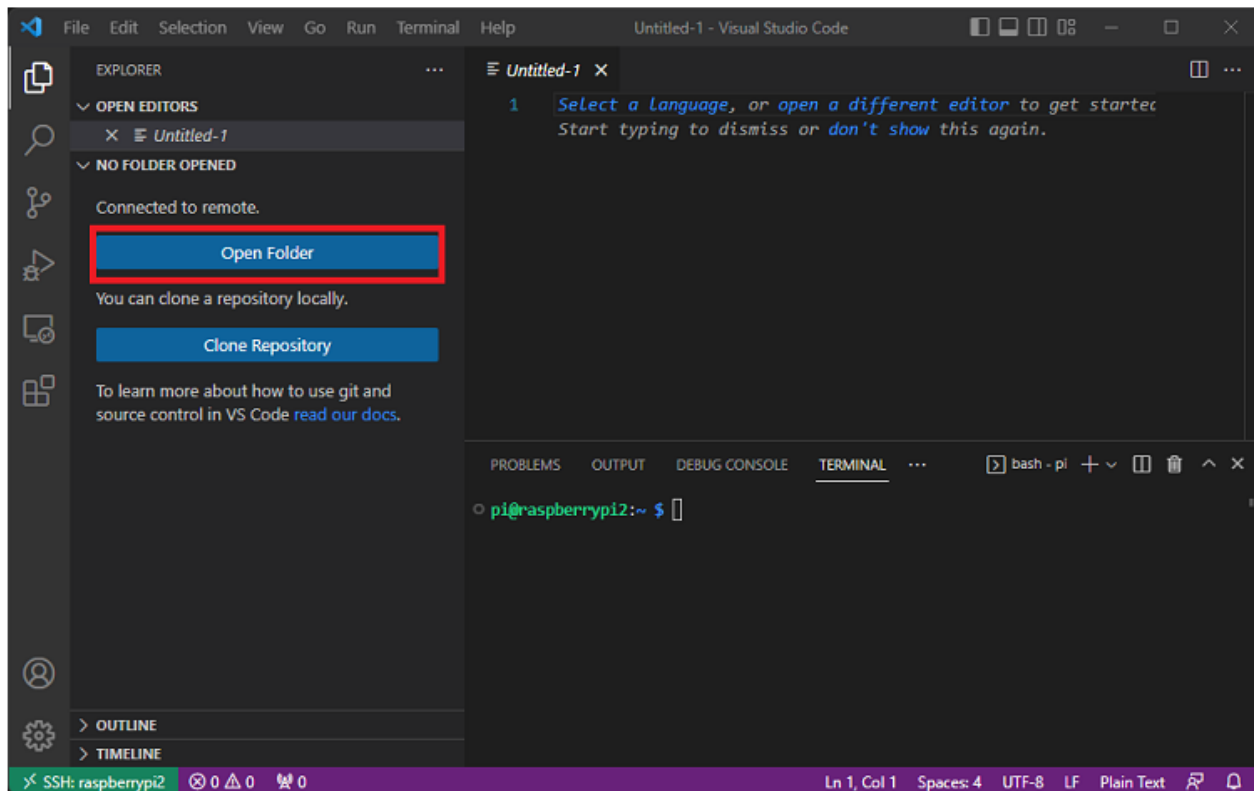 File Edit Selection View Go Run Terminal Help Untitled-1 - Visual Studio Code
EXPLORER
OPEN EDITORS
Untitled-1
NO FOLDER OPENED
Connected to remote.
Open Folder
You can clone a repository locally.
Clone Repository
To learn more about how to use git and
source control in VS Code read our docs.
OUTLINE
TIMELINE
Untitled-1
1 Select a language, or open a different editor to get started
Start typing to dismiss or don't show this again.
PROBLEMS OUTPUT DEBUG CONSOLE TERMINAL ··· bash - pi
pi@raspberrypi2:~ $
SSH: raspberrypi2 0 0 0 Ln 1, Col 1 Spaces: 4 UTF-8 LF Plain Text